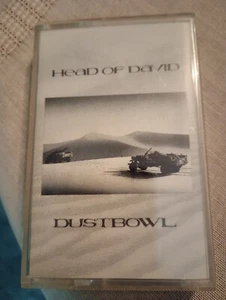 HEAD OF DAVID
DUSTBOWL